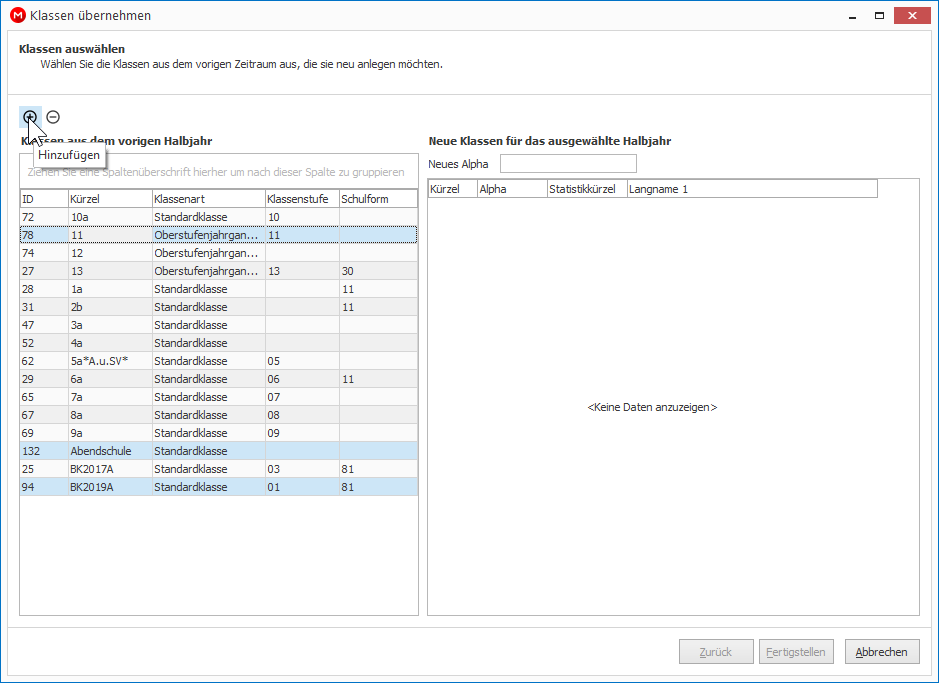 M Klassen übernehmen
Klassen auswählen
Wählen Sie die Klassen aus dem vorigen Zeitraum aus, die sie neu anlegen möchten.
Klassen aus dem vorigen Halbjahr
Neue Klassen für das ausgewählte Halbjahr
Hinzufügen
Neues Alpha
Ziehen Sie eine Spaltenüberschrift hierher um nach dieser Spalte zu gruppieren
ID Kürzel Klassenart Klassenstufe Schulform
Kürzel Alpha Statistikkürzel Langname 1
72 10a Standardklasse 10
78 11 Oberstufenjahrgan... 11
74 12 Oberstufenjahrgan...
27 13 Oberstufenjahrgan... 13 30
28 1a Standardklasse 11
31 2b Standardklasse 11
47 3a Standardklasse
52 4a Standardklasse
62 5a*A.u.SV* Standardklasse 05
29 6a Standardklasse 06 11
65 7a Standardklasse 07
67 8a Standardklasse 08
69 9a Standardklasse 09
132 Abendschule Standardklasse
25 BK2017A Standardklasse 03 81
94 BK2019A Standardklasse 01 81
<Keine Daten anzuzeigen>
Zurück Fertigstellen Abbrechen